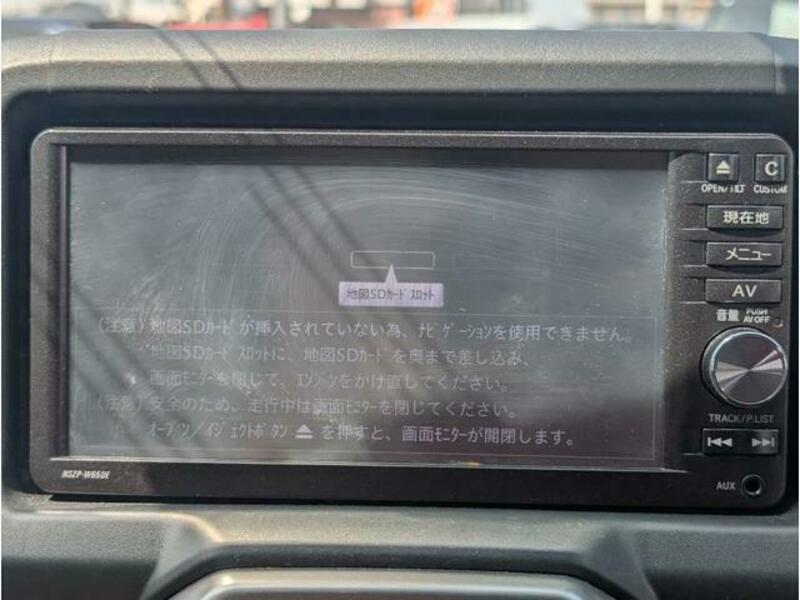 OPEN/TILT
C
CUSTOM
現在地
メニュー
AV
音量
PUSH
AV OFF
地図SDｶｰﾄﾞｽﾛｯﾄ
(注意)地図SDｶｰﾄﾞが挿入されていない為、ﾅﾋﾞｹﾞｰｼｮﾝを使用できません。
地図SDｶｰﾄﾞｽﾛｯﾄに、地図SDｶｰﾄﾞを奥まで差し込み、
画面ﾓﾆﾀｰを閉じて、ｴﾝｼﾞﾝをかけ直してください。
(注意)安全のため、走行中は画面ﾓﾆﾀｰを閉じてください。
ｵｰﾌﾟﾝ/ｲｼﾞｪｸﾄﾎﾞﾀﾝ ⏏ を押すと、画面ﾓﾆﾀｰが開閉します。
TRACK/P.LIST
NSZP-W65DE
AUX